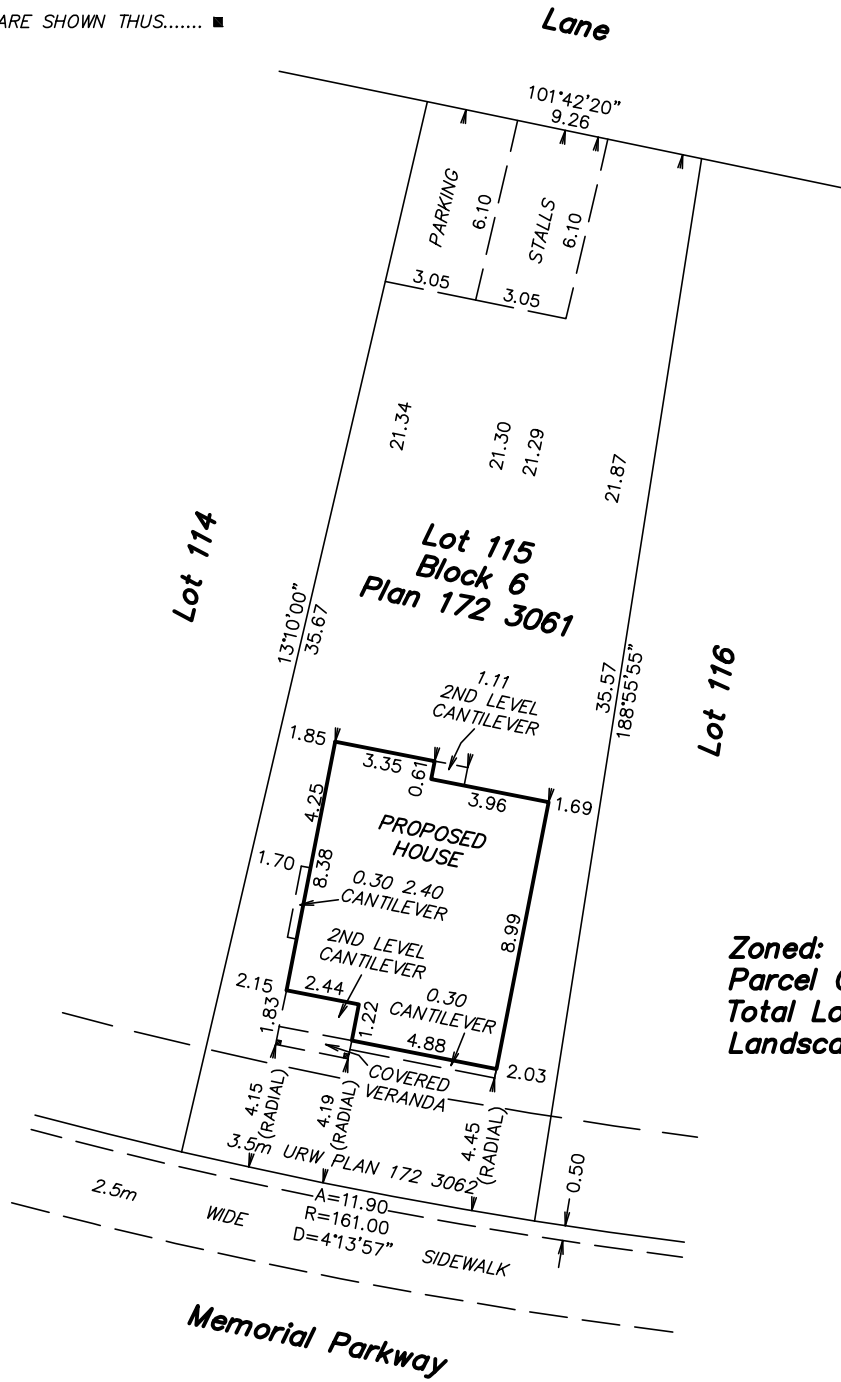 ARE SHOWN THUS....... ■
Lane
101°42'20"
9.26
PARKING
6.10
STALLS
6.10
3.05
3.05
21.34
21.30
21.29
21.87
Lot 115
Block 6
Plan 172 3061
Lot 114
13°10'00"
35.67
35.57
188°55'55"
Lot 116
1.11
2ND LEVEL
CANTILEVER
1.85
3.35
0.61
3.96
1.69
4.25
PROPOSED
HOUSE
1.70
8.38
0.30 2.40
CANTILEVER
8.99
2ND LEVEL
CANTILEVER
2.15
2.44
0.30
CANTILEVER
1.83
1.22
4.88
2.03
COVERED
VERANDA
4.15
(RADIAL)
4.19
(RADIAL)
4.45
(RADIAL)
3.5m URW PLAN 172 3062
0.50
A=11.90
R=161.00
D=4°13'57"
2.5m
WIDE
SIDEWALK
Memorial Parkway
Zoned:
Parcel
Total
Landsca